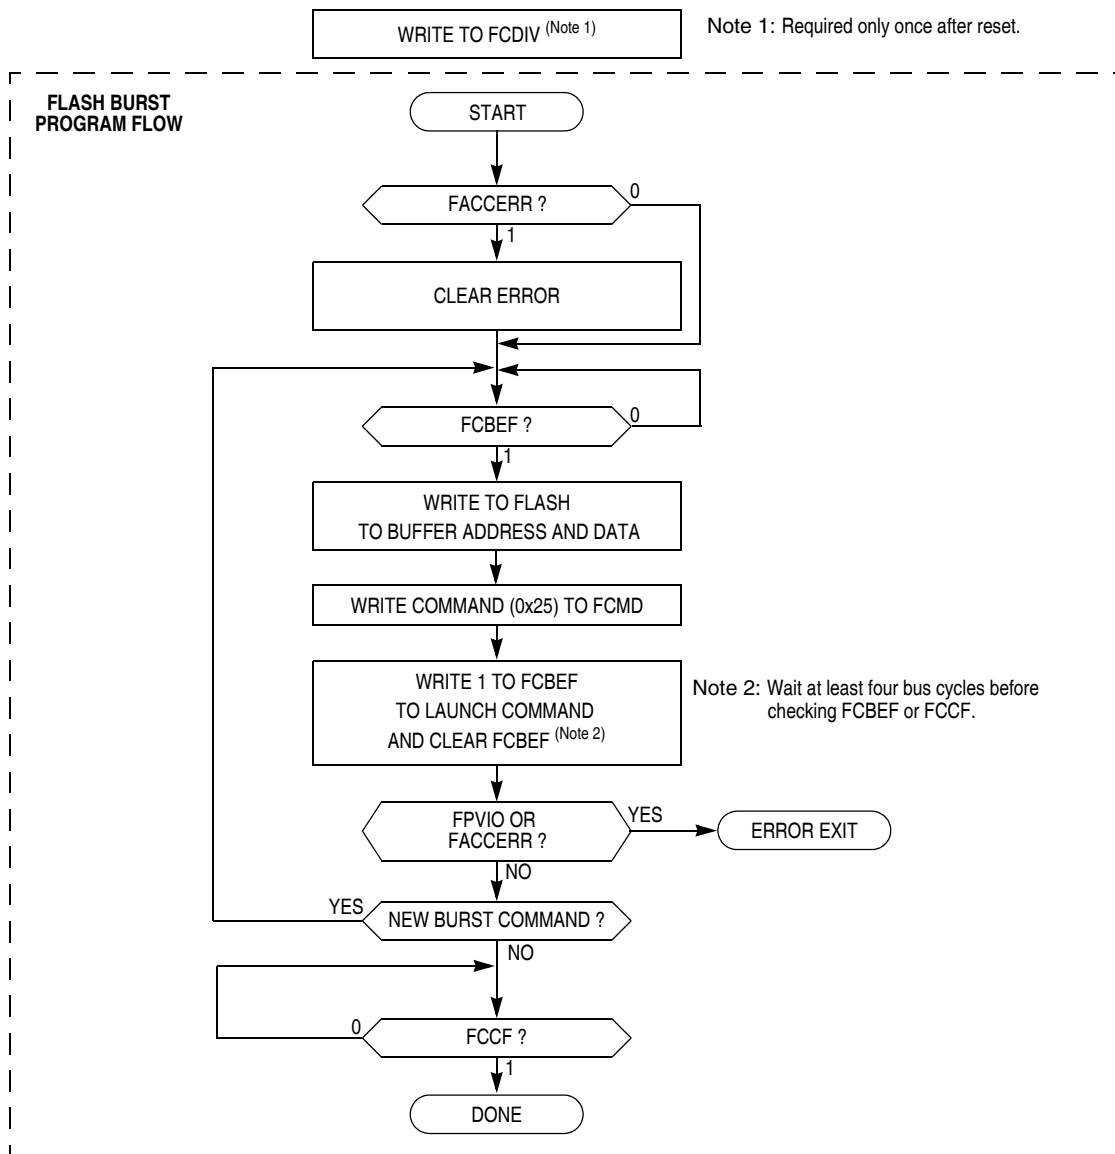 WRITE TO FCDIV (Note 1)
Note 1: Required only once after reset.
FLASH BURST
PROGRAM FLOW
START
FACCERR ?
0
1
CLEAR ERROR
FCBEF ?
0
1
WRITE TO FLASH
TO BUFFER ADDRESS AND DATA
WRITE COMMAND (0x25) TO FCMD
WRITE 1 TO FCBEF
TO LAUNCH COMMAND
AND CLEAR FCBEF (Note 2)
Note 2: Wait at least four bus cycles before
checking FCBEF or FCCF.
FPVIO OR
FACCERR ?
YES
ERROR EXIT
NO
YES
NEW BURST COMMAND ?
NO
0
FCCF ?
1
DONE